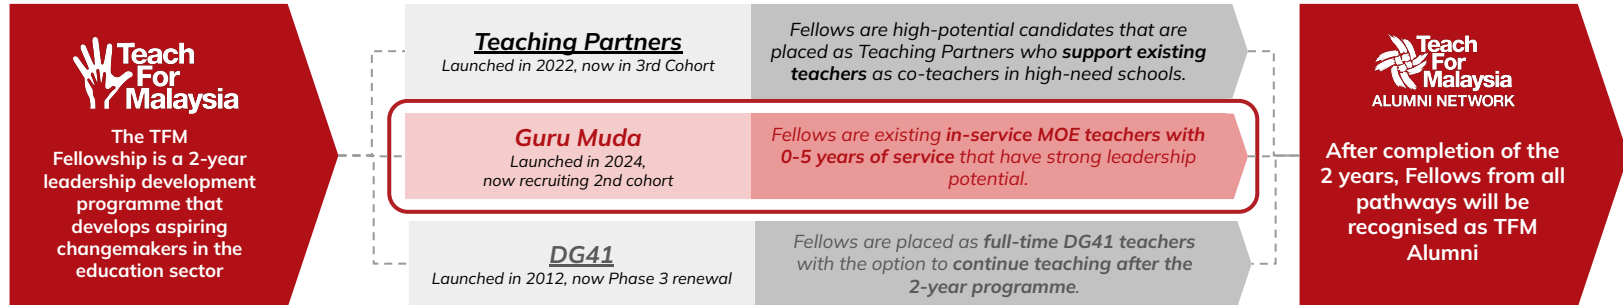 Teach
For
Malaysia
The TFM
Fellowship is a 2-year
leadership development
programme that
develops aspiring
changemakers in the
education sector
Teaching Partners
Launched in 2022, now in 3rd Cohort
Fellows are high-potential candidates that are
placed as Teaching Partners who support existing
teachers as co-teachers in high-need schools.
Guru Muda
Launched in 2024,
now recruiting 2nd cohort
Fellows are existing in-service MOE teachers with
0-5 years of service that have strong leadership
potential.
DG41
Launched in 2012, now Phase 3 renewal
Fellows are placed as full-time DG41 teachers
with the option to continue teaching after the
2-year programme.
Teach
For
Malaysia
ALUMNI NETWORK
After completion of the
2 years, Fellows from all
pathways will be
recognised as TFM
Alumni